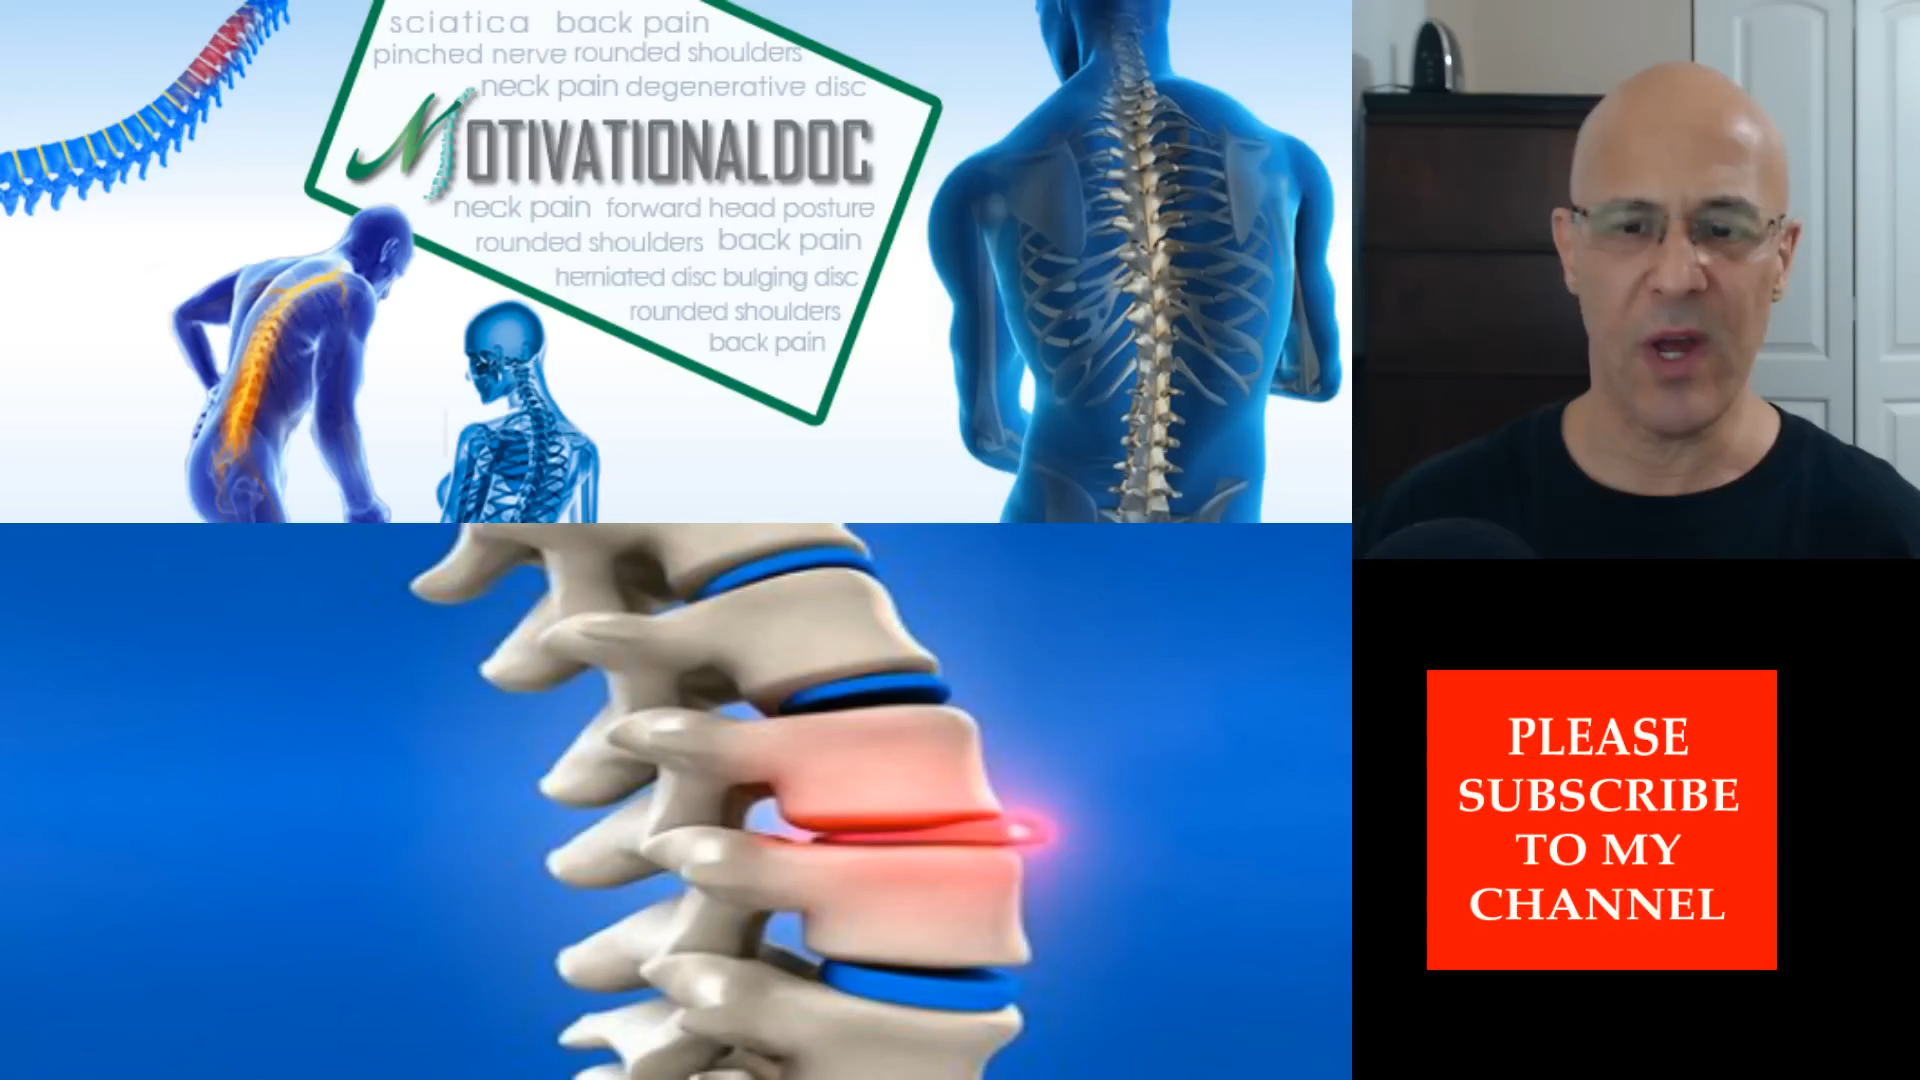 sciatica back pain
pinched nerve rounded shoulders
neck pain degenerative disc
MOTIVATIONALDOC
neck pain forward head posture
rounded shoulders back pain
herniated disc bulging disc
rounded shoulders
back pain
PLEASE
SUBSCRIBE
TO MY
CHANNEL